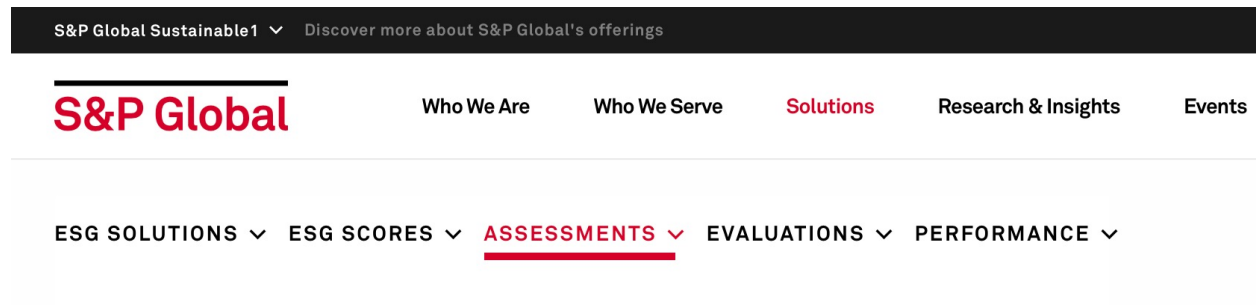 S&P Global Sustainable1 Discover more about S&P Global's offerings
S&P Global Who We Are Who We Serve Solutions Research & Insights Events
ESG SOLUTIONS ESG SCORES ASSESSMENTS EVALUATIONS PERFORMANCE